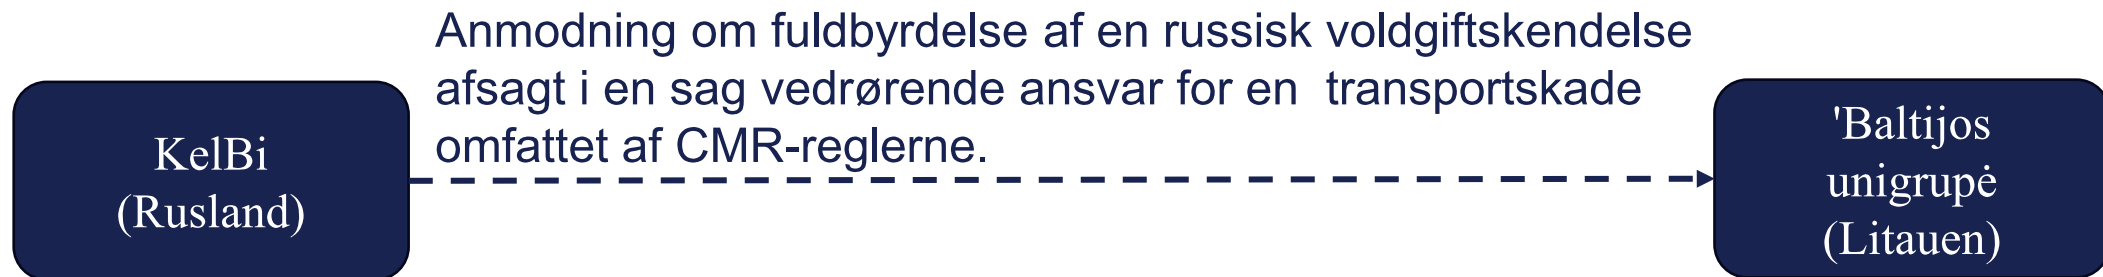 Anmodning om fuldbyrdelse af en russisk voldgiftskendelse
afsagt i en sag vedrørende ansvar for en  transportskade
omfattet af CMR-reglerne.
KelBi
(Rusland)
'Baltijos
unigrupė
(Litauen)